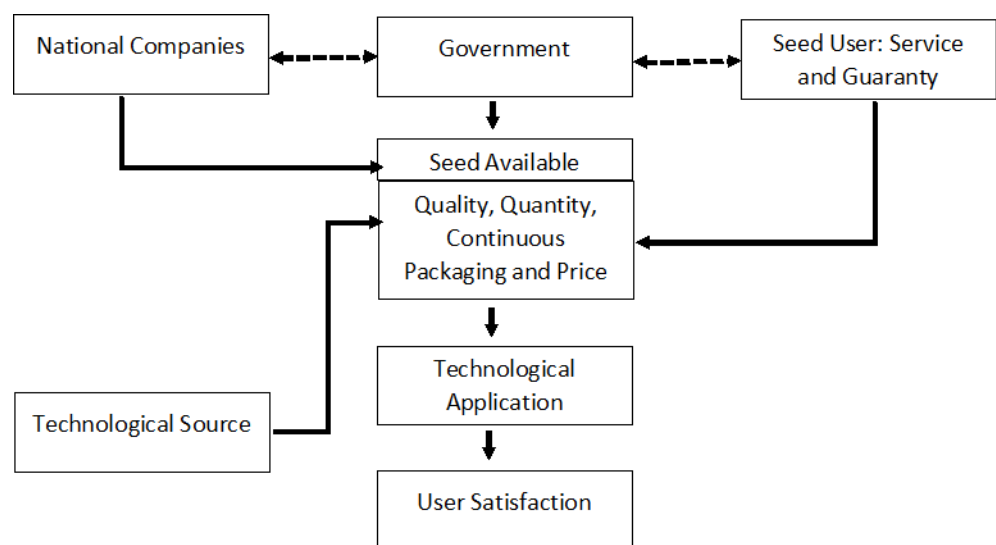 National Companies
Government
Seed User: Service
and Guaranty
Seed Available
Quality, Quantity,
Continuous
Packaging and Price
Technological
Application
Technological Source
User Satisfaction